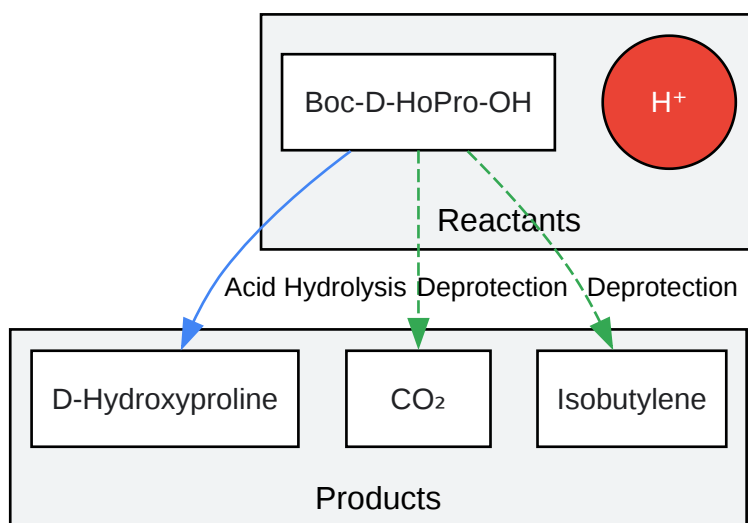 Boc-D-HoPro-OH
H⁺
Reactants
Acid Hydrolysis
Deprotection
Deprotection
D-Hydroxyproline
CO₂
Isobutylene
Products